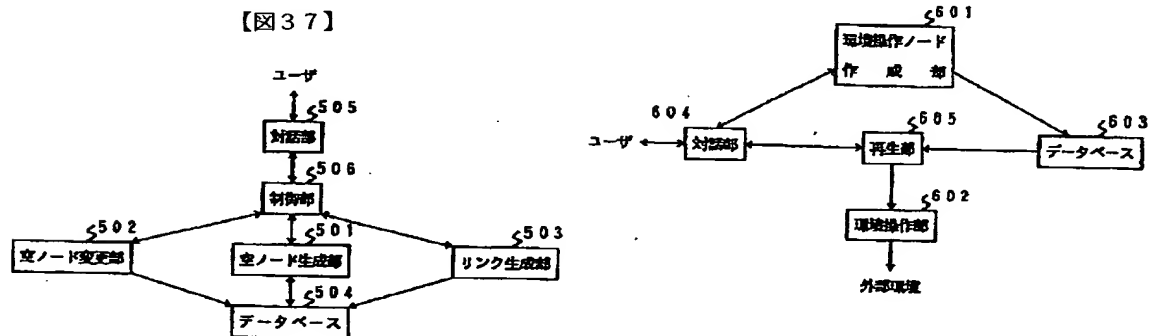 【図37】
ユーザ
505
対話部
506
制御部
502
501
503
空ノード変更部
空ノード生成部
リンク生成部
504
データベース
601
環境操作ノード
作成部
604
605
603
ユーザ
対話部
再生部
データベース
602
環境操作部
外部環境